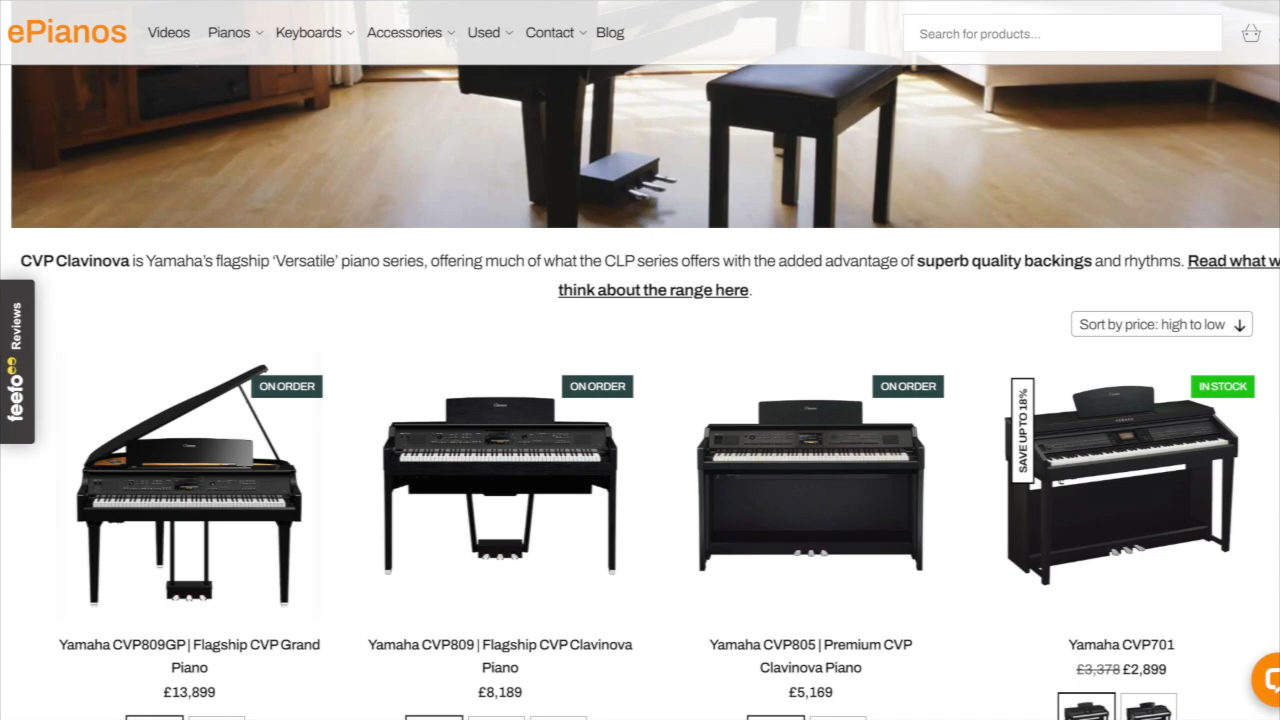 ePianos
Videos
Pianos
Keyboards
Accessories
Used
Contact
Blog
Search for products...
CVP Clavinova is Yamaha's flagship ‘Versatile’ piano series, offering much of what the CLP series offers with the added advantage of superb quality backings and rhythms. Read what w
think about the range here.
Sort by price: high to low
feefo Reviews
ON ORDER
ON ORDER
ON ORDER
SAVE UP TO 18%
IN STOCK
YAMAHA
Yamaha CVP809GP | Flagship CVP Grand
Piano
£13,899
Yamaha CVP809 | Flagship CVP Clavinova
Piano
£8,189
Yamaha CVP805 | Premium CVP
Clavinova Piano
£5,169
Yamaha CVP701
£3,378 £2,899